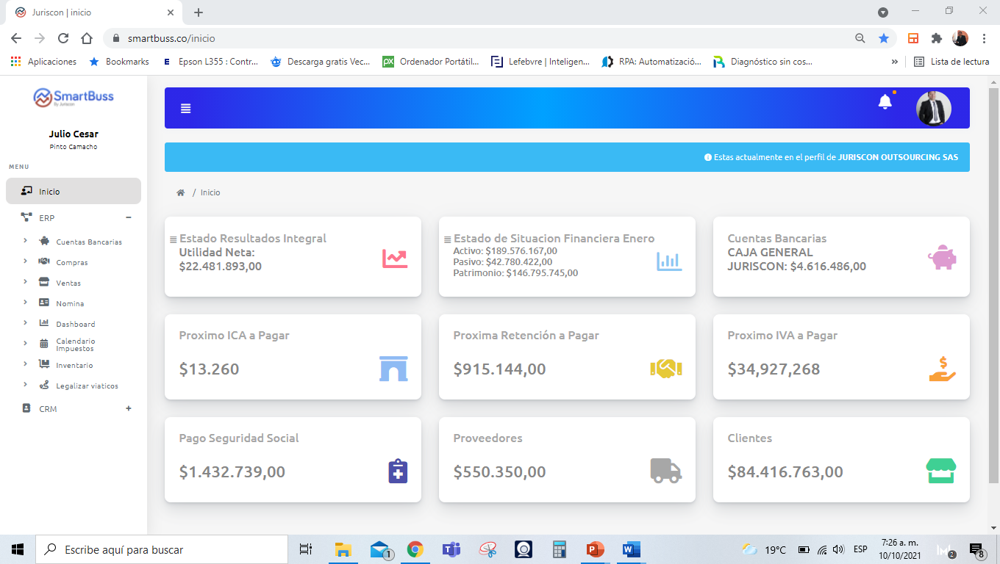 Juriscon | inicio
smartbuss.co/inicio
Aplicaciones
Bookmarks
Epson L355 : Contr...
Descarga gratis Vec...
Ordenador Portátil...
Lefebvre | Inteligen...
RPA: Automatizació...
Diagnóstico sin cos...
»
Lista de lectura
SmartBuss
By Juriscon
Julio Cesar
Pinto Camacho
MENU
Inicio
ERP
Cuentas Bancarias
Compras
Ventas
Nomina
Dashboard
Calendario
Impuestos
Inventario
Legalizar viaticos
CRM
Estas actualmente en el perfil de JURISCON OUTSOURCING SAS
/ Inicio
Estado Resultados Integral
Utilidad Neta:
$22.481.893,00
Estado de Situacion Financiera Enero
Activo: $189.576.167,00
Pasivo: $42.780.422,00
Patrimonio: $146.795.745,00
Cuentas Bancarias
CAJA GENERAL
JURISCON: $4.616.486,00
Proximo ICA a Pagar
$13.260
Proxima Retención a Pagar
$915.144,00
Proximo IVA a Pagar
$34,927,268
Pago Seguridad Social
$1.432.739,00
Proveedores
$550.350,00
Clientes
$84.416.763,00
Escribe aquí para buscar
1
19°C
ESP
7:26 a. m.
10/10/2021
2
8